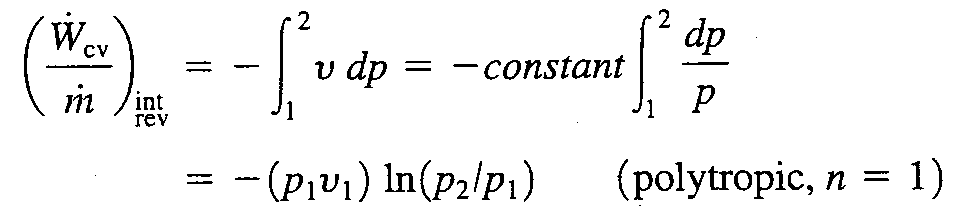 (Ẇcv/ṁ)int rev = −∫₁² υ dp = −constant ∫₁² dp/p
= −(p₁υ₁) ln(p₂/p₁) (polytropic, n = 1)